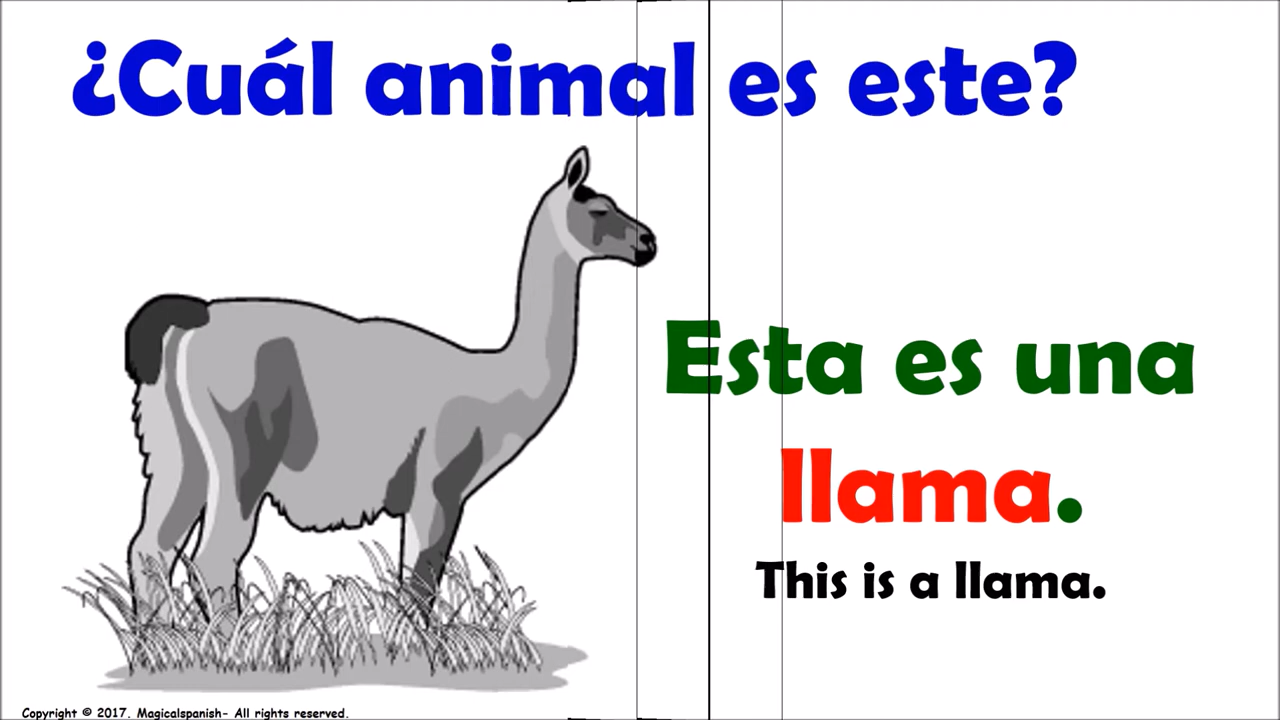 ¿Cuál animal es este?
Esta es una
llama.
This is a llama.
Copyright © 2017. Magicalspanish- All rights reserved.